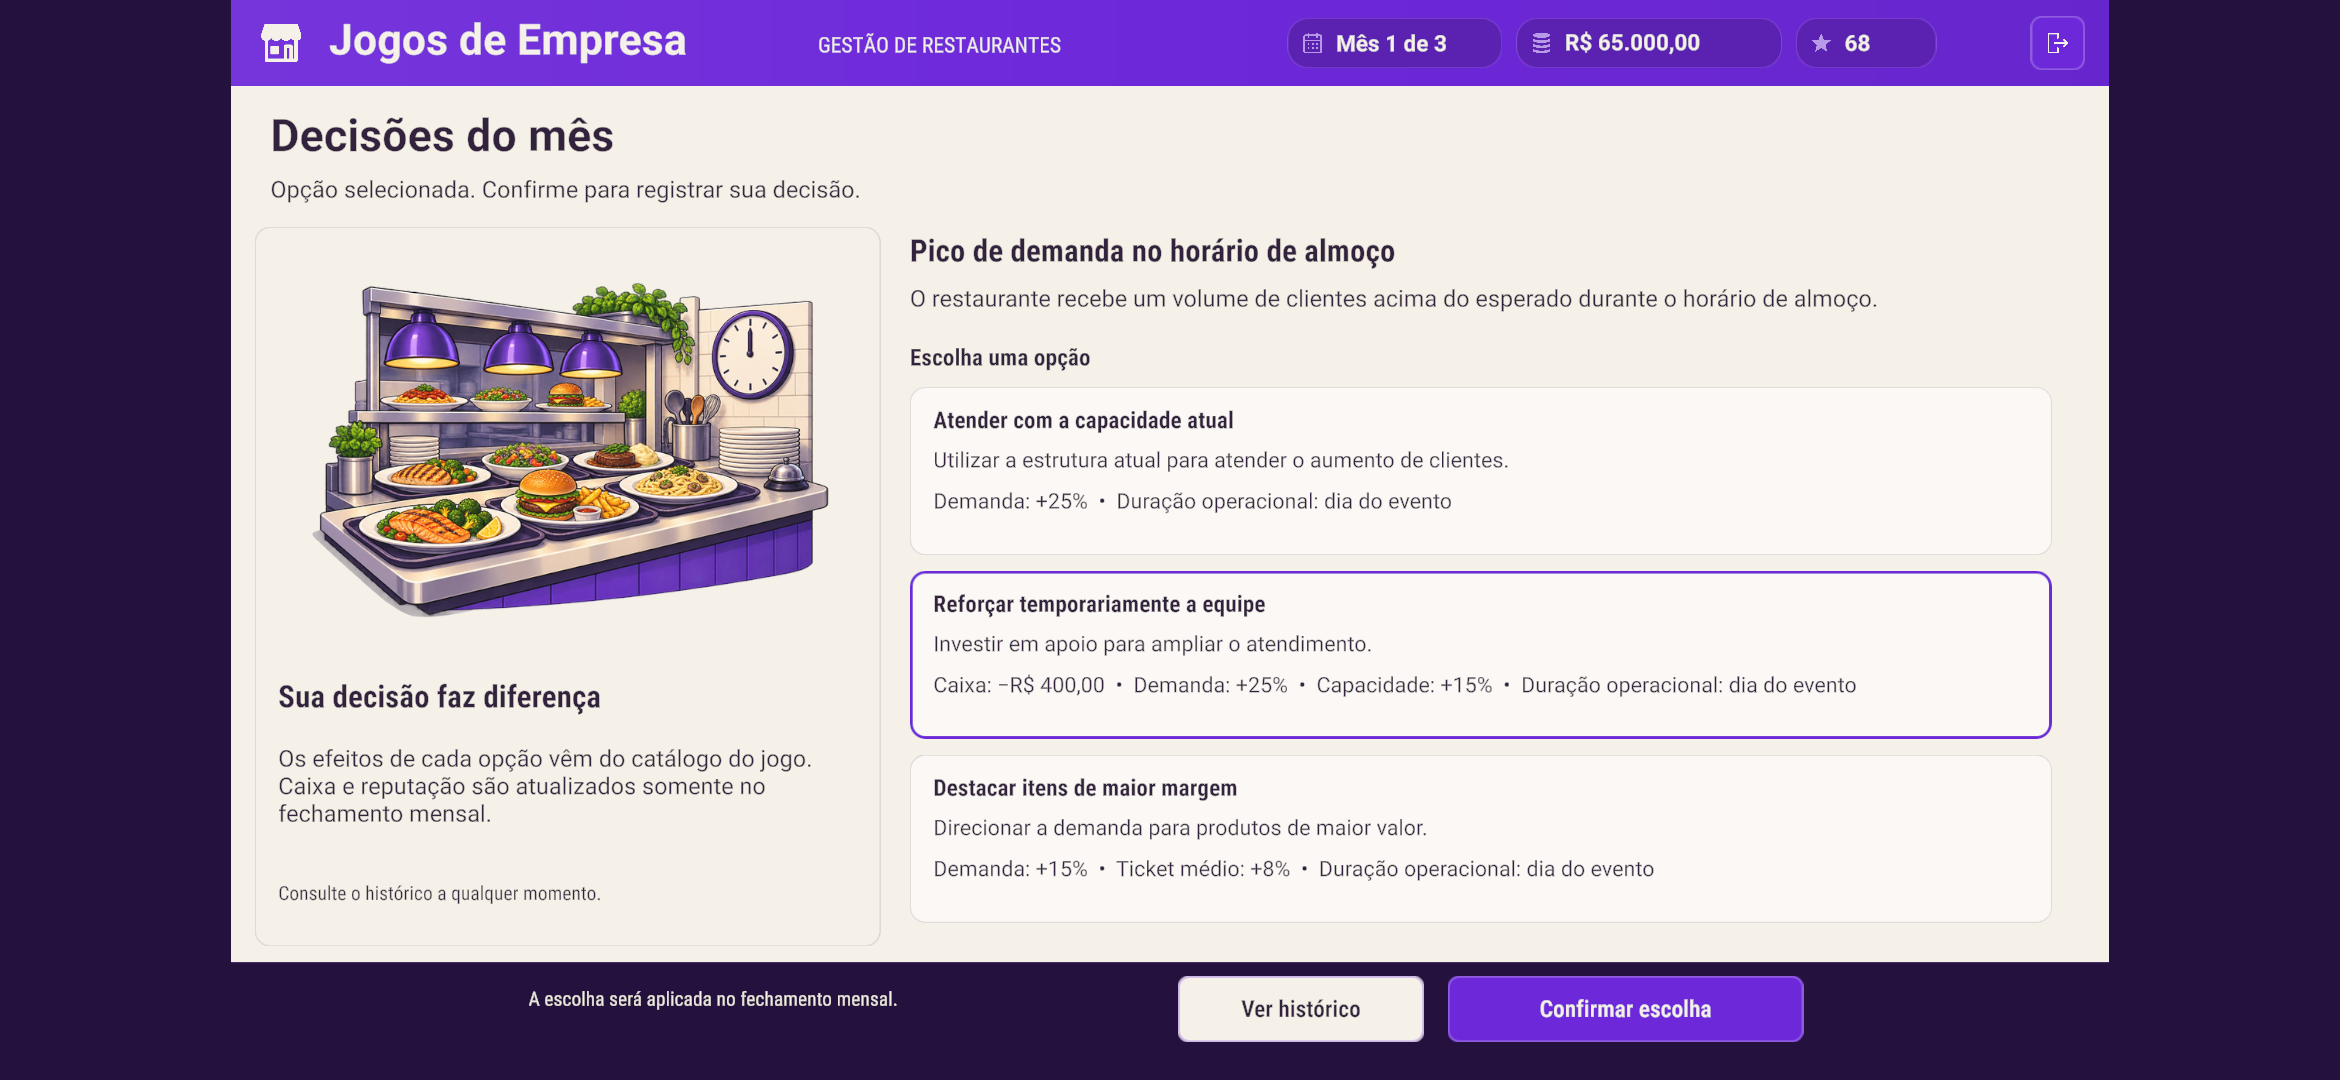 Jogos de Empresa
GESTÃO DE RESTAURANTES
Mês 1 de 3
R$ 65.000,00
68
Decisões do mês
Opção selecionada. Confirme para registrar sua decisão.
Sua decisão faz diferença
Os efeitos de cada opção vêm do catálogo do jogo.
Caixa e reputação são atualizados somente no
fechamento mensal.
Consulte o histórico a qualquer momento.
Pico de demanda no horário de almoço
O restaurante recebe um volume de clientes acima do esperado durante o horário de almoço.
Escolha uma opção
Atender com a capacidade atual
Utilizar a estrutura atual para atender o aumento de clientes.
Demanda: +25% • Duração operacional: dia do evento
Reforçar temporariamente a equipe
Investir em apoio para ampliar o atendimento.
Caixa: −R$ 400,00 • Demanda: +25% • Capacidade: +15% • Duração operacional: dia do evento
Destacar itens de maior margem
Direcionar a demanda para produtos de maior valor.
Demanda: +15% • Ticket médio: +8% • Duração operacional: dia do evento
A escolha será aplicada no fechamento mensal.
Ver histórico
Confirmar escolha